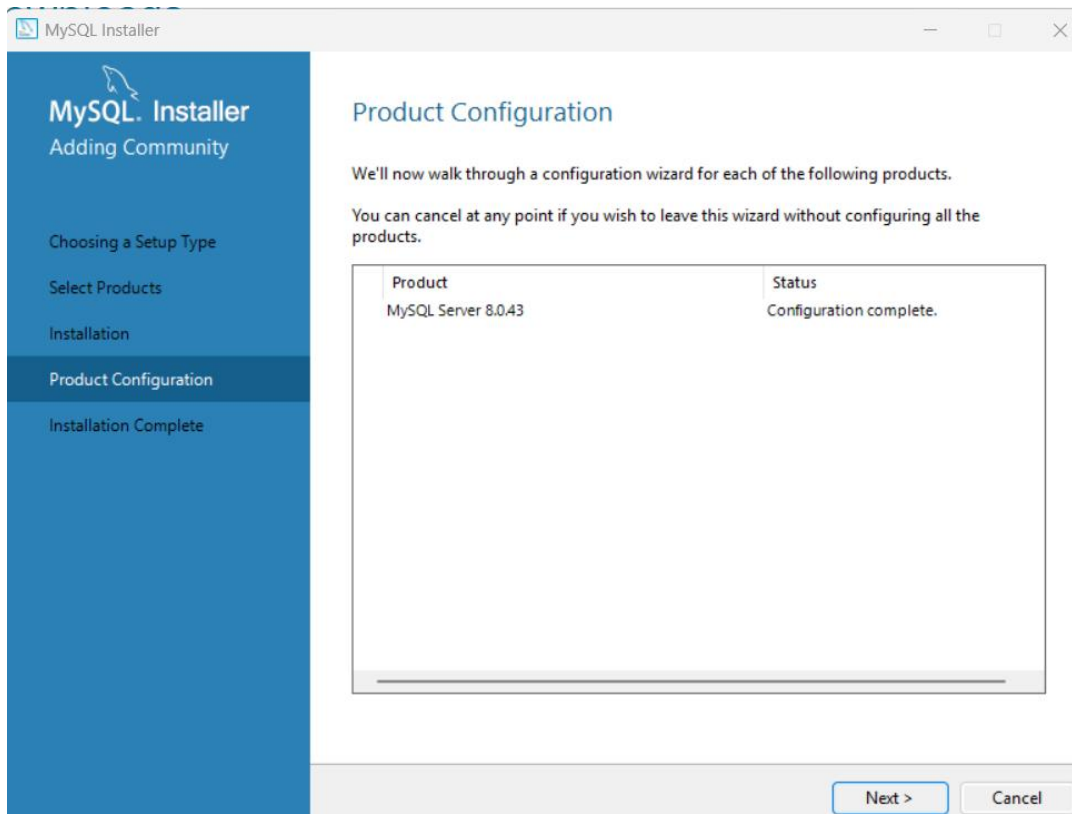 MySQL Installer
MySQL. Installer
Adding Community
Choosing a Setup Type
Select Products
Installation
Product Configuration
Installation Complete
Product Configuration
We'll now walk through a configuration wizard for each of the following products.
You can cancel at any point if you wish to leave this wizard without configuring all the
products.
Product Status
MySQL Server 8.0.43 Configuration complete.
Next > Cancel